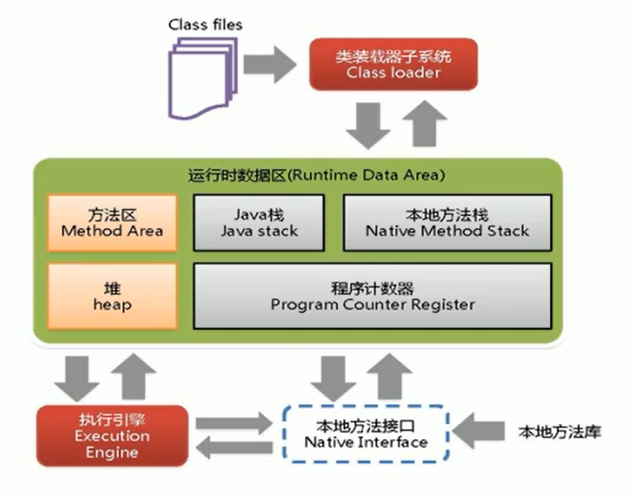 Class files
类装载器子系统
Class loader
运行时数据区(Runtime Data Area)
方法区
Method Area
Java栈
Java stack
本地方法栈
Native Method Stack
堆
heap
程序计数器
Program Counter Register
执行引擎
Execution
Engine
本地方法接口
Native Interface
本地方法库